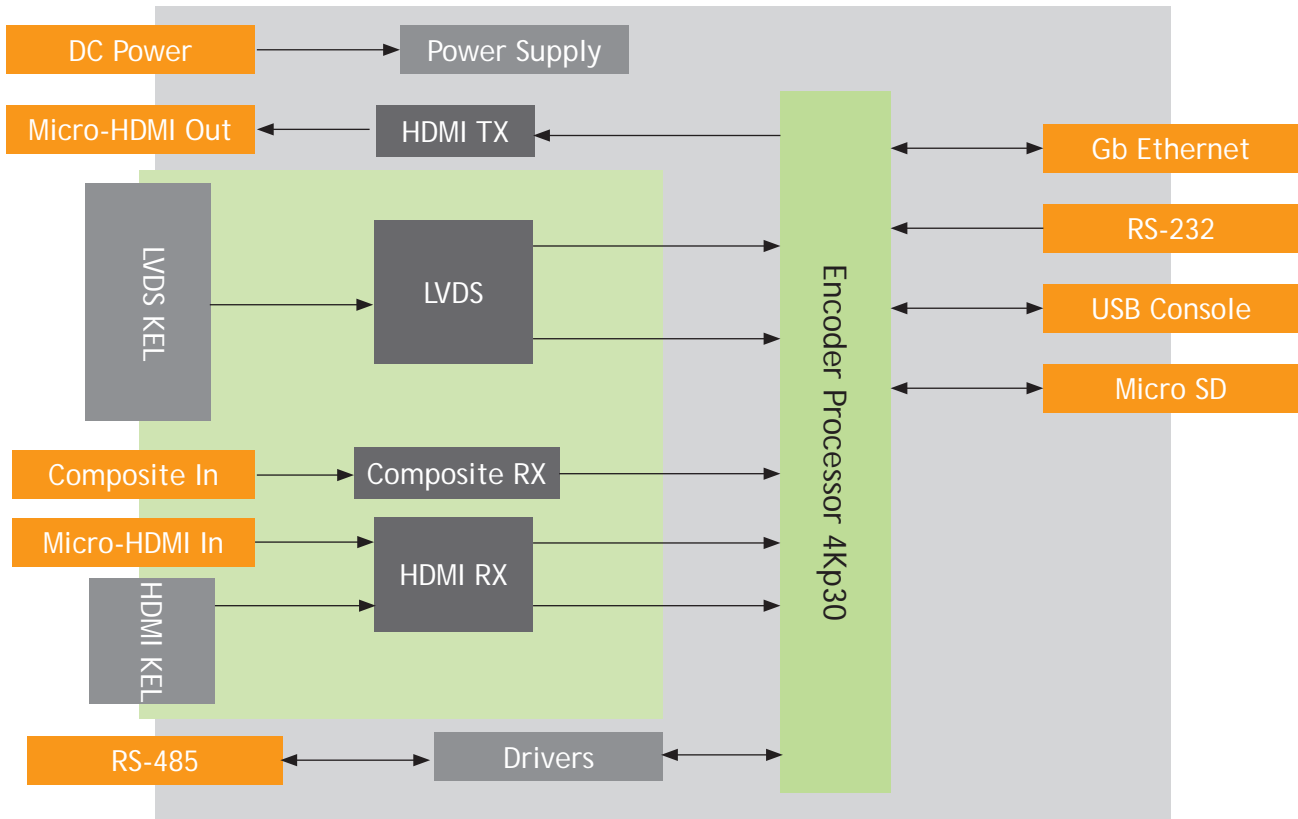 DC Power
Power Supply
Micro-HDMI Out
HDMI TX
Gb Ethernet
RS-232
LVDS KEL
LVDS
Encoder Processor 4Kp30
USB Console
Micro SD
Composite In
Composite RX
Micro-HDMI In
HDMI RX
HDMI KEL
RS-485
Drivers